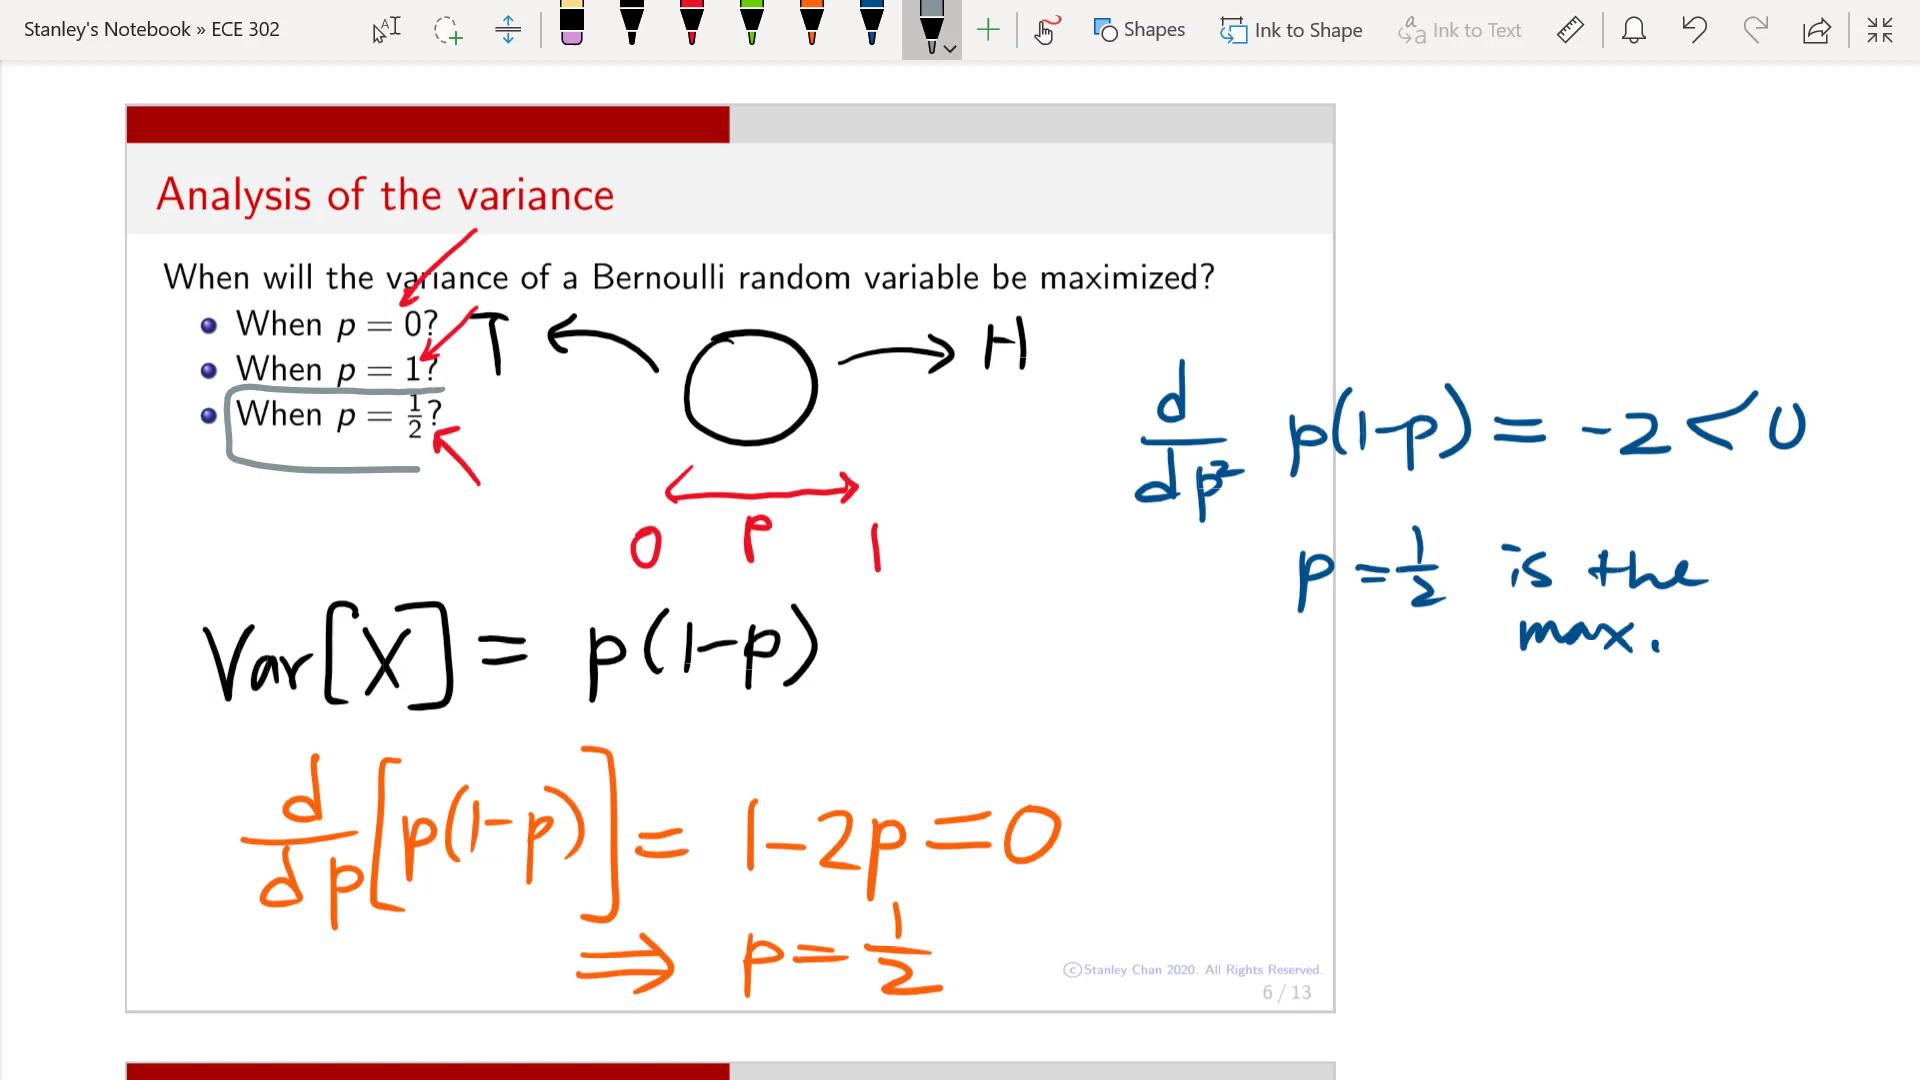 Stanley's Notebook » ECE 302
Shapes
Ink to Shape
Ink to Text
Analysis of the variance
When will the variance of a Bernoulli random variable be maximized?
When p = 0?
When p = 1?
When p = 1/2?
T
H
0 p 1
Var[X] = p(1-p)
d/dp [p(1-p)] = 1-2p = 0
⇒ p = 1/2
d/dp² p(1-p) = -2 < 0
p = 1/2 is the
max.
©Stanley Chan 2020. All Rights Reserved.
6 / 13